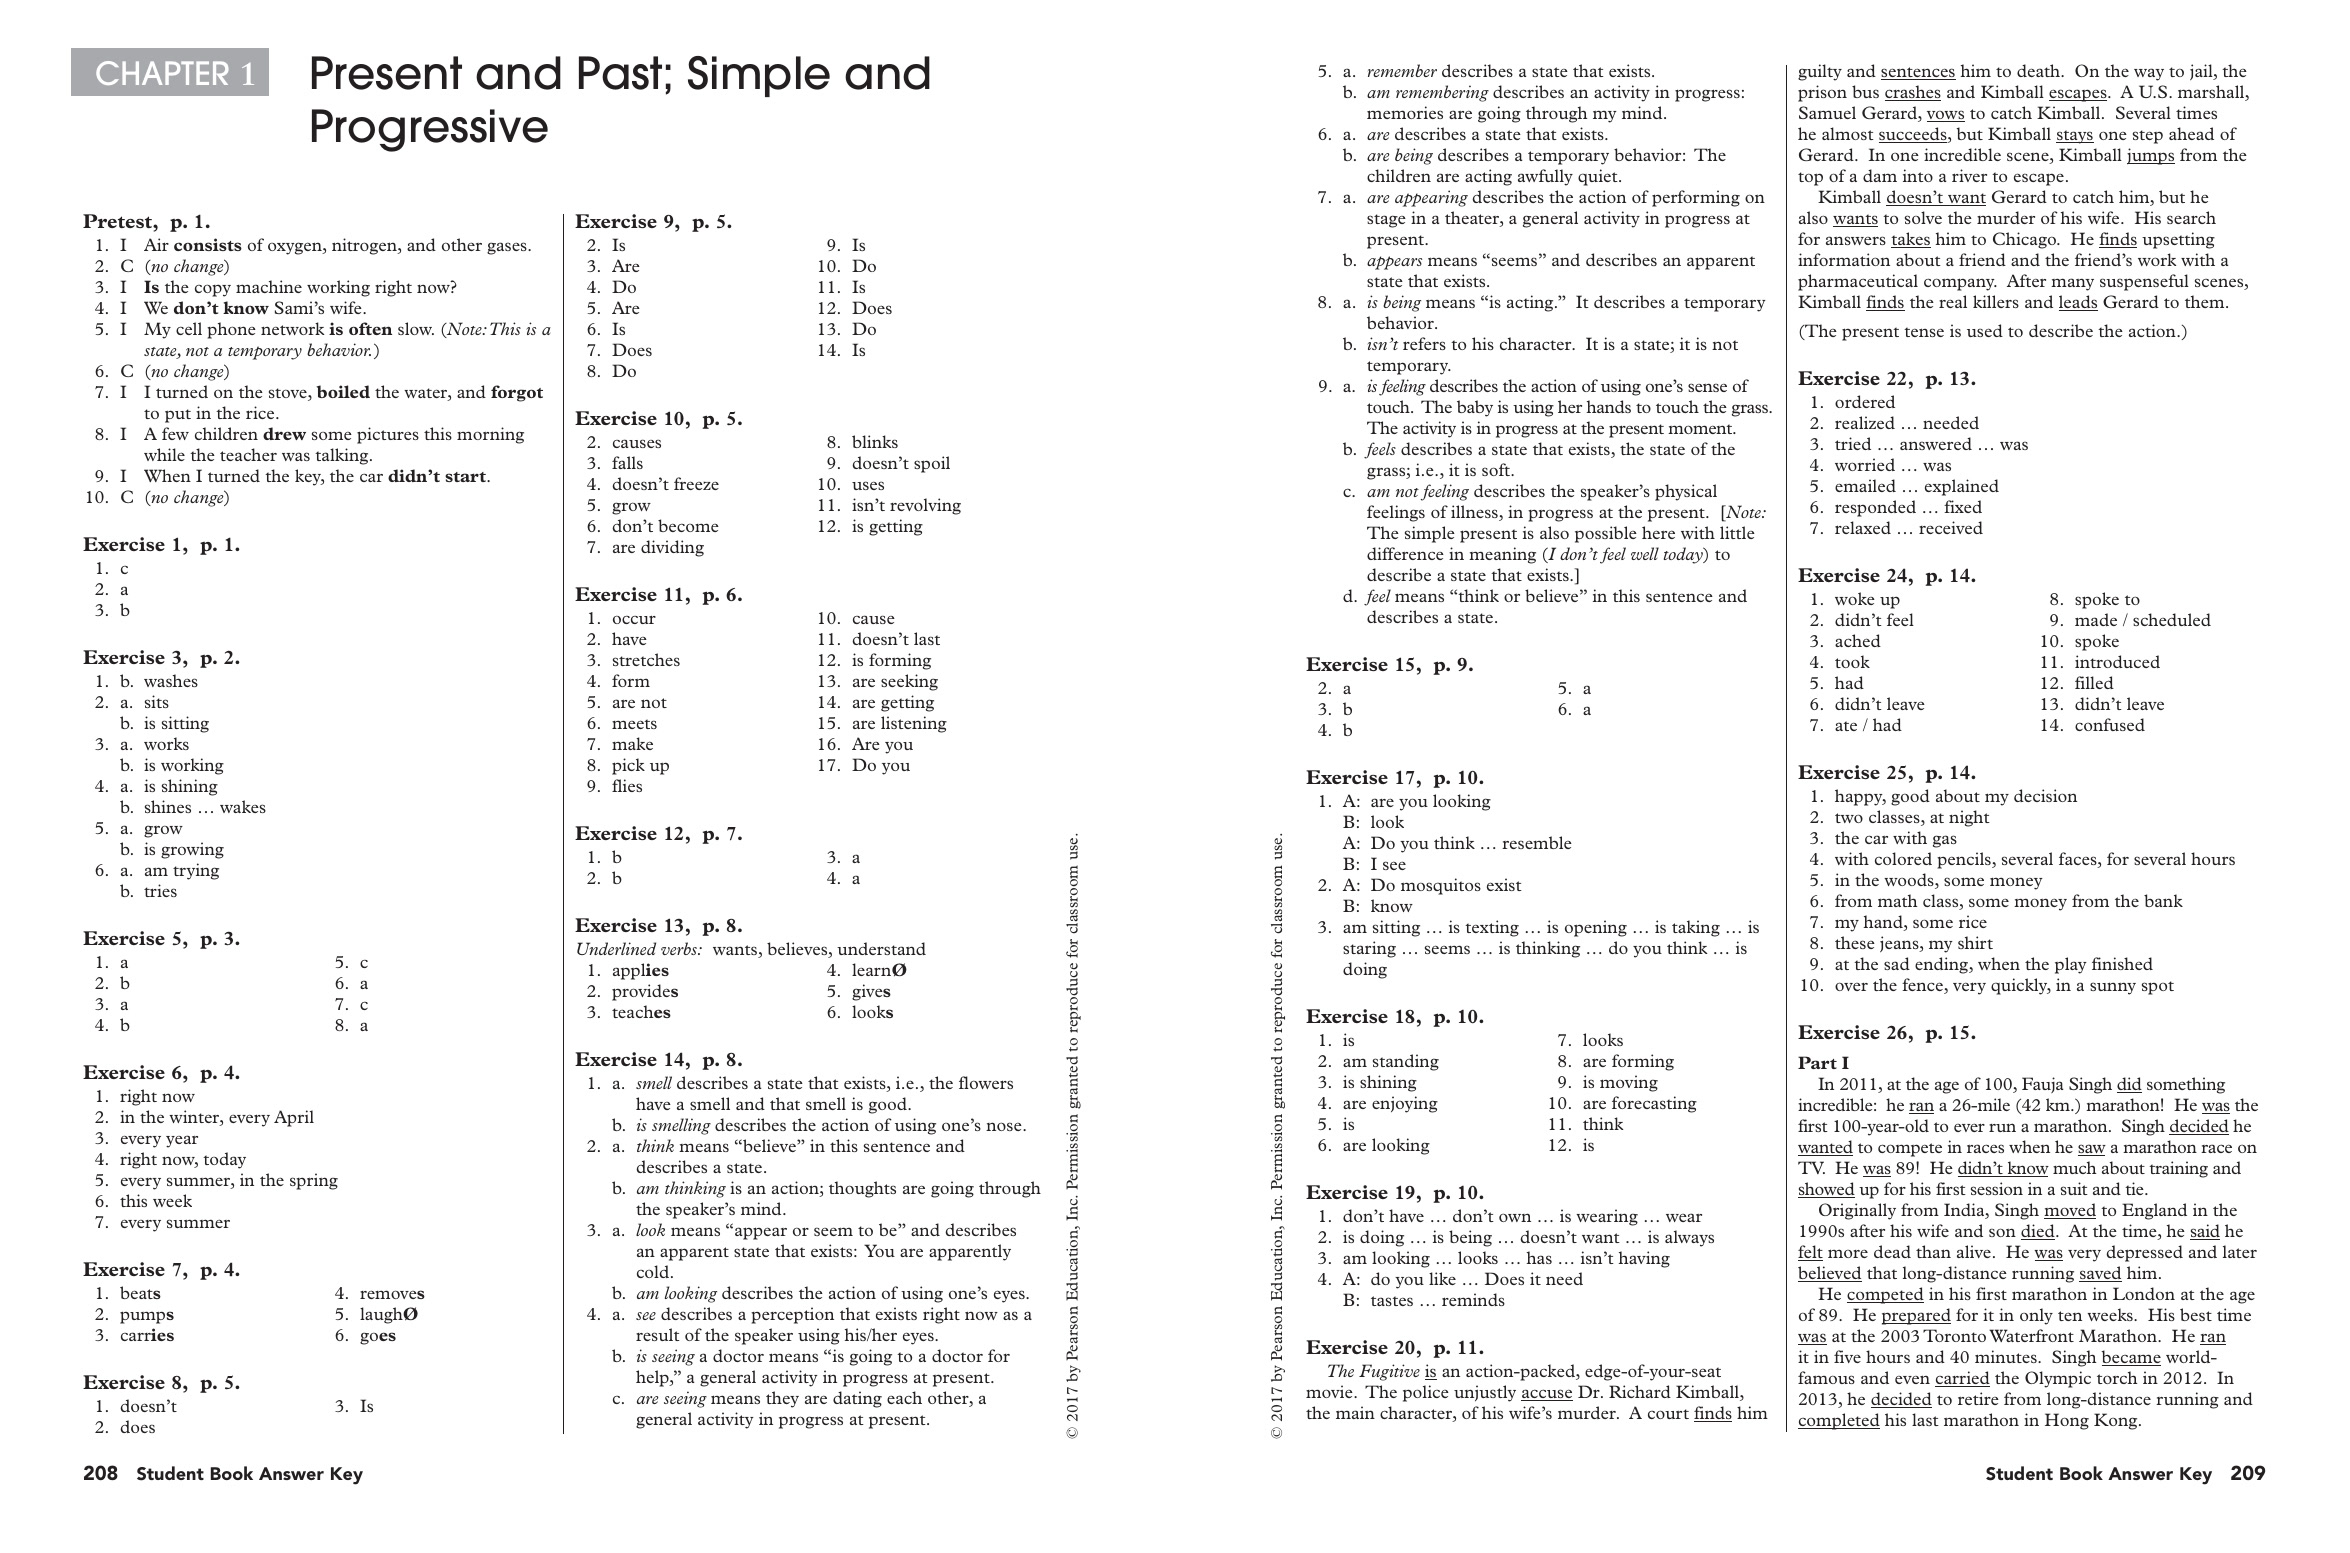 CHAPTER 1
Present and Past; Simple and
Progressive
Pretest, p. 1.
1. I Air consists of oxygen, nitrogen, and other gases.
2. C (no change)
3. I Is the copy machine working right now?
4. I We don't know Sami's wife.
5. I My cell phone network is often slow. (Note: This is a
state, not a temporary behavior.)
6. C (no change)
7. I I turned on the stove, boiled the water, and forgot
to put in the rice.
8. I A few children drew some pictures this morning
while the teacher was talking.
9. I When I turned the key, the car didn't start.
10. C (no change)
Exercise 1, p. 1.
1. c
2. a
3. b
Exercise 3, p. 2.
1. b. washes
2. a. sits
b. is sitting
3. a. works
b. is working
4. a. is shining
b. shines … wakes
5. a. grow
b. is growing
6. a. am trying
b. tries
Exercise 5, p. 3.
1. a 5. c
2. b 6. a
3. a 7. c
4. b 8. a
Exercise 6, p. 4.
1. right now
2. in the winter, every April
3. every year
4. right now, today
5. every summer, in the spring
6. this week
7. every summer
Exercise 7, p. 4.
1. beats 4. removes
2. pumps 5. laughØ
3. carries 6. goes
Exercise 8, p. 5.
1. doesn't 3. Is
2. does
Exercise 9, p. 5.
2. Is 9. Is
3. Are 10. Do
4. Do 11. Is
5. Are 12. Does
6. Is 13. Do
7. Does 14. Is
8. Do
Exercise 10, p. 5.
2. causes 8. blinks
3. falls 9. doesn't spoil
4. doesn't freeze 10. uses
5. grow 11. isn't revolving
6. don't become 12. is getting
7. are dividing
Exercise 11, p. 6.
1. occur 10. cause
2. have 11. doesn't last
3. stretches 12. is forming
4. form 13. are seeking
5. are not 14. are getting
6. meets 15. are listening
7. make 16. Are you
8. pick up 17. Do you
9. flies
Exercise 12, p. 7.
1. b 3. a
2. b 4. a
Exercise 13, p. 8.
Underlined verbs: wants, believes, understand
1. applies 4. learnØ
2. provides 5. gives
3. teaches 6. looks
Exercise 14, p. 8.
1. a. smell describes a state that exists, i.e., the flowers
have a smell and that smell is good.
b. is smelling describes the action of using one's nose.
2. a. think means “believe” in this sentence and
describes a state.
b. am thinking is an action; thoughts are going through
the speaker's mind.
3. a. look means “appear or seem to be” and describes
an apparent state that exists: You are apparently
cold.
b. am looking describes the action of using one's eyes.
4. a. see describes a perception that exists right now as a
result of the speaker using his/her eyes.
b. is seeing a doctor means “is going to a doctor for
help,” a general activity in progress at present.
c. are seeing means they are dating each other, a
general activity in progress at present.
© 2017 by Pearson Education, Inc. Permission granted to reproduce for classroom use.
208 Student Book Answer Key
© 2017 by Pearson Education, Inc. Permission granted to reproduce for classroom use.
5. a. remember describes a state that exists.
b. am remembering describes an activity in progress:
memories are going through my mind.
6. a. are describes a state that exists.
b. are being describes a temporary behavior: The
children are acting awfully quiet.
7. a. are appearing describes the action of performing on
stage in a theater, a general activity in progress at
present.
b. appears means “seems” and describes an apparent
state that exists.
8. a. is being means “is acting.” It describes a temporary
behavior.
b. isn't refers to his character. It is a state; it is not
temporary.
9. a. is feeling describes the action of using one's sense of
touch. The baby is using her hands to touch the grass.
The activity is in progress at the present moment.
b. feels describes a state that exists, the state of the
grass; i.e., it is soft.
c. am not feeling describes the speaker's physical
feelings of illness, in progress at the present. [Note:
The simple present is also possible here with little
difference in meaning (I don't feel well today) to
describe a state that exists.]
d. feel means “think or believe” in this sentence and
describes a state.
Exercise 15, p. 9.
2. a 5. a
3. b 6. a
4. b
Exercise 17, p. 10.
1. A: are you looking
B: look
A: Do you think … resemble
B: I see
2. A: Do mosquitos exist
B: know
3. am sitting … is texting … is opening … is taking … is
staring … seems … is thinking … do you think … is
doing
Exercise 18, p. 10.
1. is 7. looks
2. am standing 8. are forming
3. is shining 9. is moving
4. are enjoying 10. are forecasting
5. is 11. think
6. are looking 12. is
Exercise 19, p. 10.
1. don't have … don't own … is wearing … wear
2. is doing … is being … doesn't want … is always
3. am looking … looks … has … isn't having
4. A: do you like … Does it need
B: tastes … reminds
Exercise 20, p. 11.
The Fugitive is an action-packed, edge-of-your-seat
movie. The police unjustly accuse Dr. Richard Kimball,
the main character, of his wife's murder. A court finds him
guilty and sentences him to death. On the way to jail, the
prison bus crashes and Kimball escapes. A U.S. marshall,
Samuel Gerard, vows to catch Kimball. Several times
he almost succeeds, but Kimball stays one step ahead of
Gerard. In one incredible scene, Kimball jumps from the
top of a dam into a river to escape.
Kimball doesn't want Gerard to catch him, but he
also wants to solve the murder of his wife. His search
for answers takes him to Chicago. He finds upsetting
information about a friend and the friend's work with a
pharmaceutical company. After many suspenseful scenes,
Kimball finds the real killers and leads Gerard to them.
(The present tense is used to describe the action.)
Exercise 22, p. 13.
1. ordered
2. realized … needed
3. tried … answered … was
4. worried … was
5. emailed … explained
6. responded … fixed
7. relaxed … received
Exercise 24, p. 14.
1. woke up 8. spoke to
2. didn't feel 9. made / scheduled
3. ached 10. spoke
4. took 11. introduced
5. had 12. filled
6. didn't leave 13. didn't leave
7. ate / had 14. confused
Exercise 25, p. 14.
1. happy, good about my decision
2. two classes, at night
3. the car with gas
4. with colored pencils, several faces, for several hours
5. in the woods, some money
6. from math class, some money from the bank
7. my hand, some rice
8. these jeans, my shirt
9. at the sad ending, when the play finished
10. over the fence, very quickly, in a sunny spot
Exercise 26, p. 15.
Part I
In 2011, at the age of 100, Fauja Singh did something
incredible: he ran a 26-mile (42 km.) marathon! He was the
first 100-year-old to ever run a marathon. Singh decided he
wanted to compete in races when he saw a marathon race on
TV. He was 89! He didn't know much about training and
showed up for his first session in a suit and tie.
Originally from India, Singh moved to England in the
1990s after his wife and son died. At the time, he said he
felt more dead than alive. He was very depressed and later
believed that long-distance running saved him.
He competed in his first marathon in London at the age
of 89. He prepared for it in only ten weeks. His best time
was at the 2003 Toronto Waterfront Marathon. He ran
it in five hours and 40 minutes. Singh became world-
famous and even carried the Olympic torch in 2012. In
2013, he decided to retire from long-distance running and
completed his last marathon in Hong Kong.
Student Book Answer Key 209